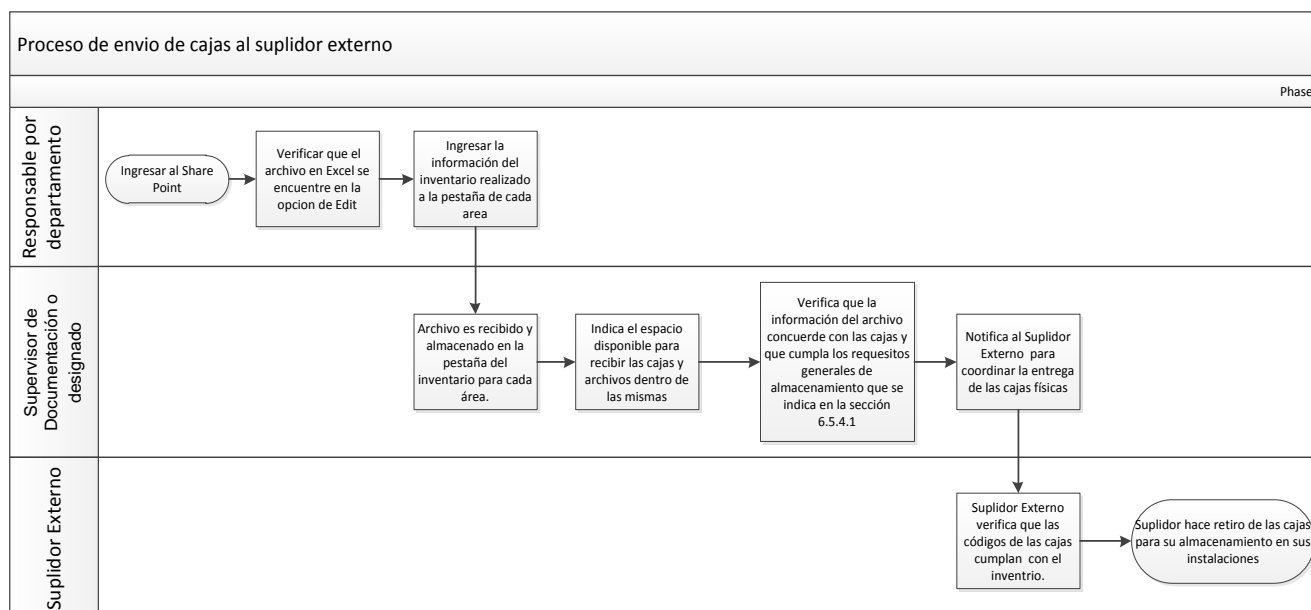 Proceso de envio de cajas al suplidor externo
Phase
Responsable por
departamento
Ingresar al Share
Point
Verificar que el
archivo en Excel se
encuentre en la
opcion de Edit
Ingresar la
información del
inventario realizado
a la pestaña de cada
area
Supervisor de
Documentación o
designado
Archivo es recibido y
almacenado en la
pestaña del
inventario para cada
área.
Indica el espacio
disponible para
recibir las cajas y
archivos dentro de
las mismas
Verifica que la
información del archivo
concuerde con las cajas y
que cumpla los requesitos
generales de
almacenamiento que se
indica en la sección
6.5.4.1
Notifica al Suplidor
Externo para
coordinar la entrega
de las cajas físicas
Suplidor Externo
Suplidor Externo
verifica que las
códigos de las cajas
cumplan con el
inventrio.
Suplidor hace retiro de las cajas
para su almacenamiento en sus
instalaciones